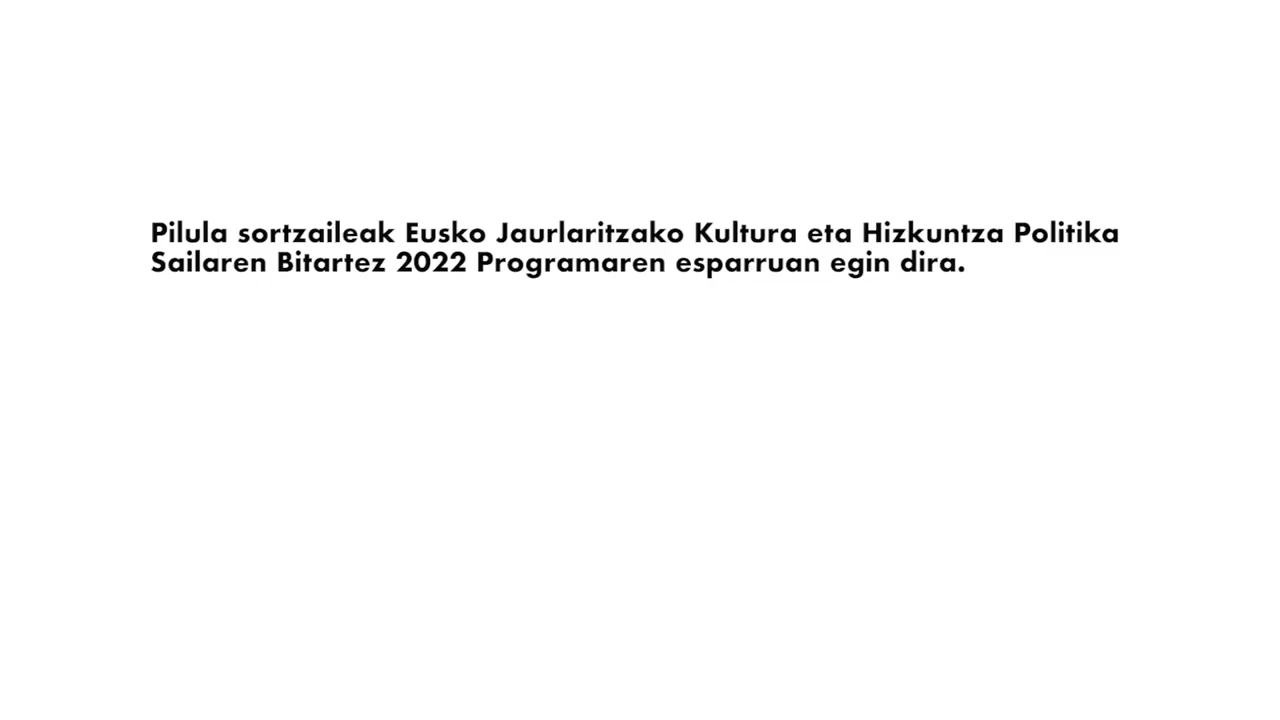 Pilula sortzaileak Eusko Jaurlaritzako Kultura eta Hizkuntza Politika
Sailaren Bitartez 2022 Programaren esparruan egin dira.